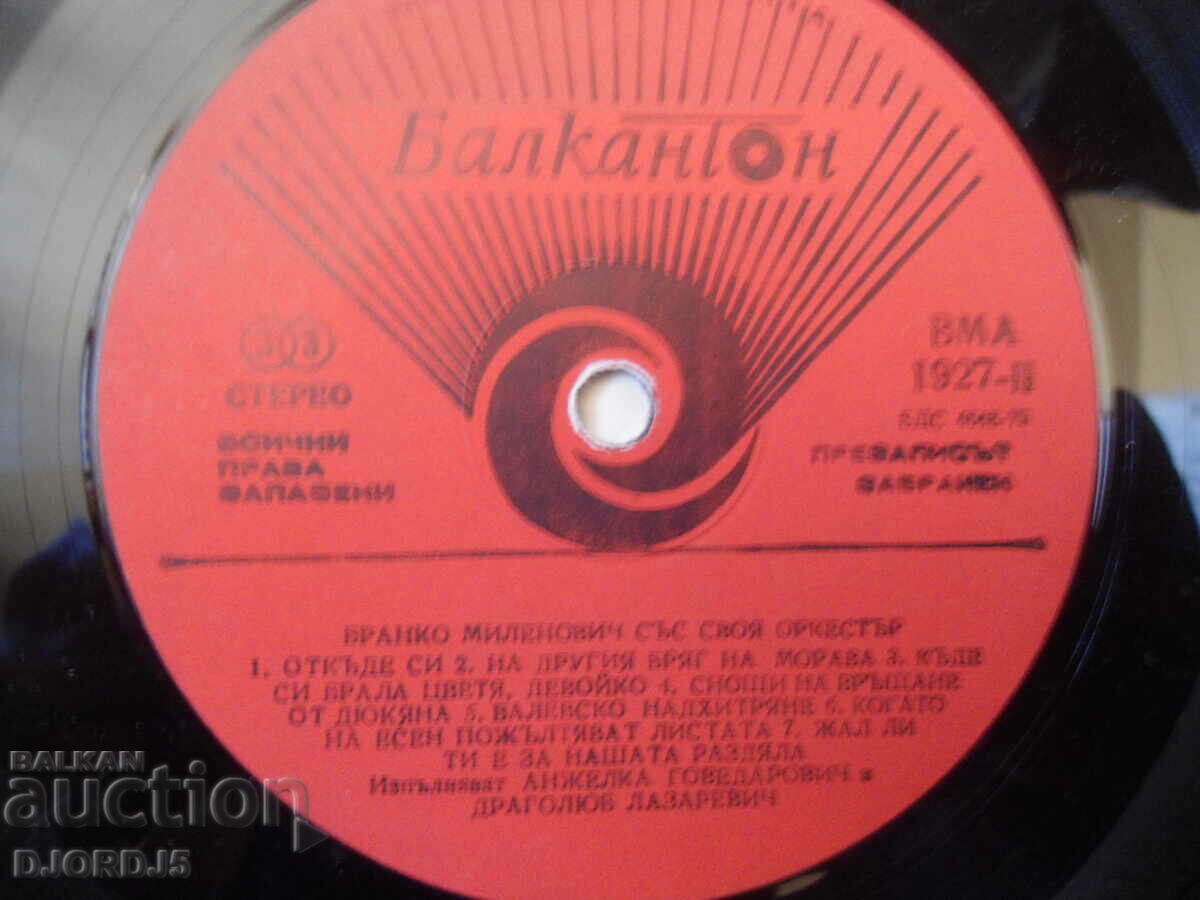 Балкантон
33
СТЕРЕО
ВСИЧКИ
ПРАВА
ЗАПАЗЕНИ
ВМА
1927-II
БДС 4046-75
ПРЕЗАПИСЪТ
ЗАБРАНЕН
БРАНКО МИЛЕНОВИЧ СЪС СВОЯ ОРКЕСТЪР
1. ОТКЪДЕ СИ 2. НА ДРУГИЯ БРЯГ НА МОРАВА 3. КЪДЕ
СИ БРАЛА ЦВЕТЯ, ДЕВОЙКО 4. СНОЩИ НА ВРЪЩАНЕ
ОТ ДЮКЯНА 5. ВАЛЕВСКО НАДХИТРЯНЕ 6. КОГАТО
НА ЕСЕН ПОЖЪЛТЯВАТ ЛИСТАТА 7. ЖАЛ ЛИ
ТИ Е ЗА НАШАТА РАЗДЯЛА
Изпълняват АНЖЕЛКА ГОВЕДАРОВИЧ и
ДРАГОЛЮБ ЛАЗАРЕВИЧ
BALKAN
auction
DJORDJ5